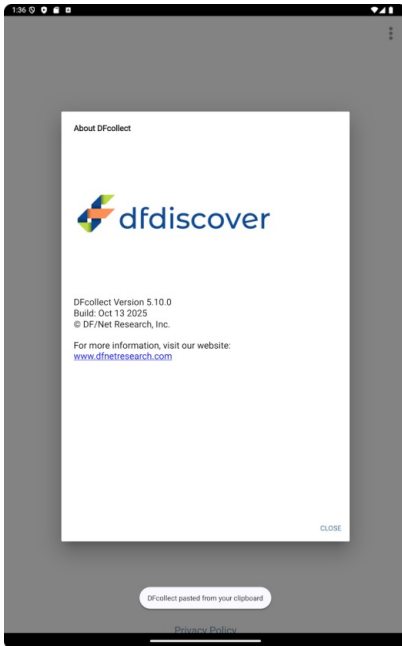 1:36
About DFcollect
dfdiscover
DFcollect Version 5.10.0
Build: Oct 13 2025
© DF/Net Research, Inc.
For more information, visit our website:
www.dfnetresearch.com
CLOSE
DFcollect pasted from your clipboard
Privacy Policy